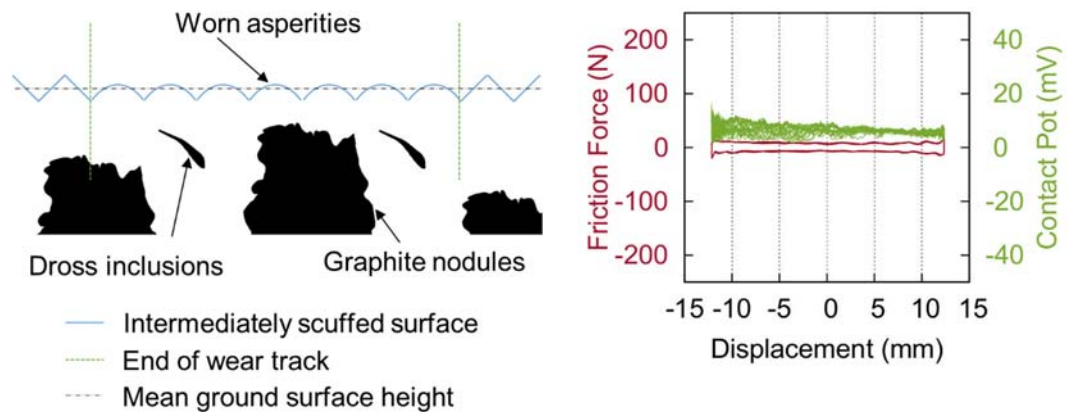 Worn asperities
Dross inclusions
Graphite nodules
Intermediately scuffed surface
End of wear track
Mean ground surface height
Friction Force (N)
200
100
0
-100
-200
Contact Pot (mV)
40
20
0
-20
-40
-15 -10 -5 0 5 10 15
Displacement (mm)